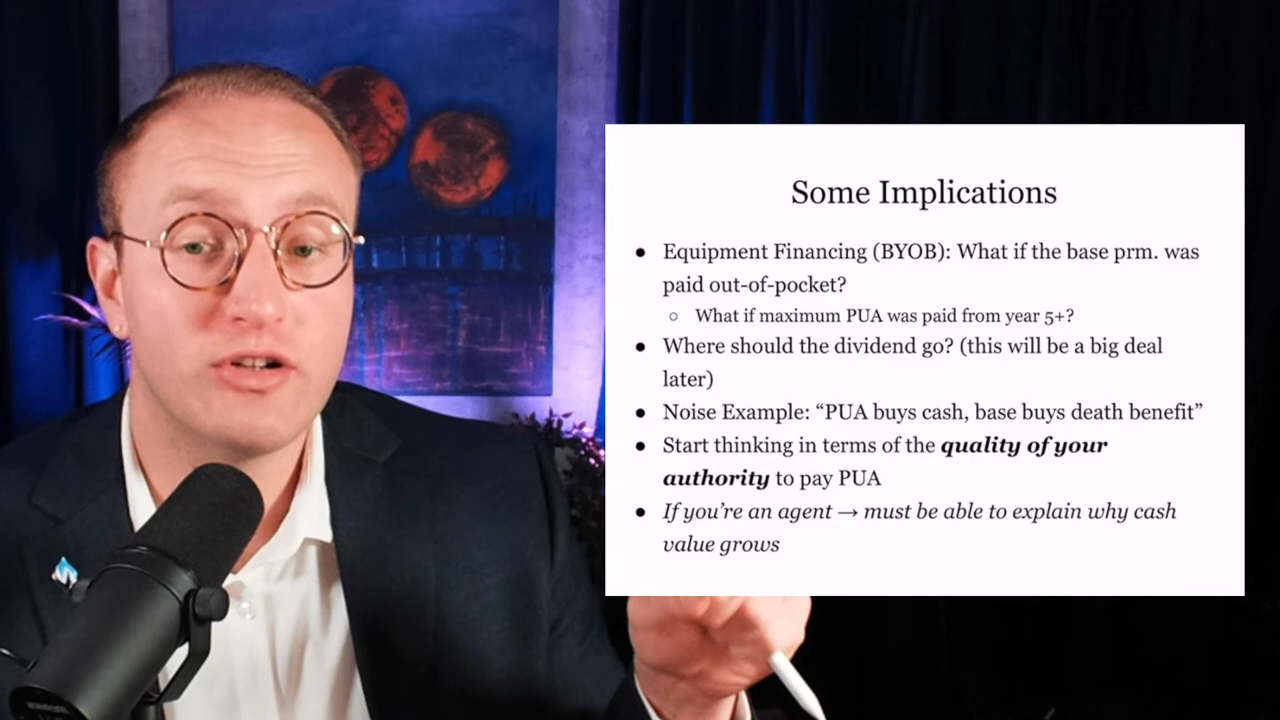 Some Implications
● Equipment Financing (BYOB): What if the base prm. was
paid out-of-pocket?
○ What if maximum PUA was paid from year 5+?
● Where should the dividend go? (this will be a big deal
later)
● Noise Example: “PUA buys cash, base buys death benefit”
● Start thinking in terms of the quality of your
authority to pay PUA
● If you’re an agent → must be able to explain why cash
value grows